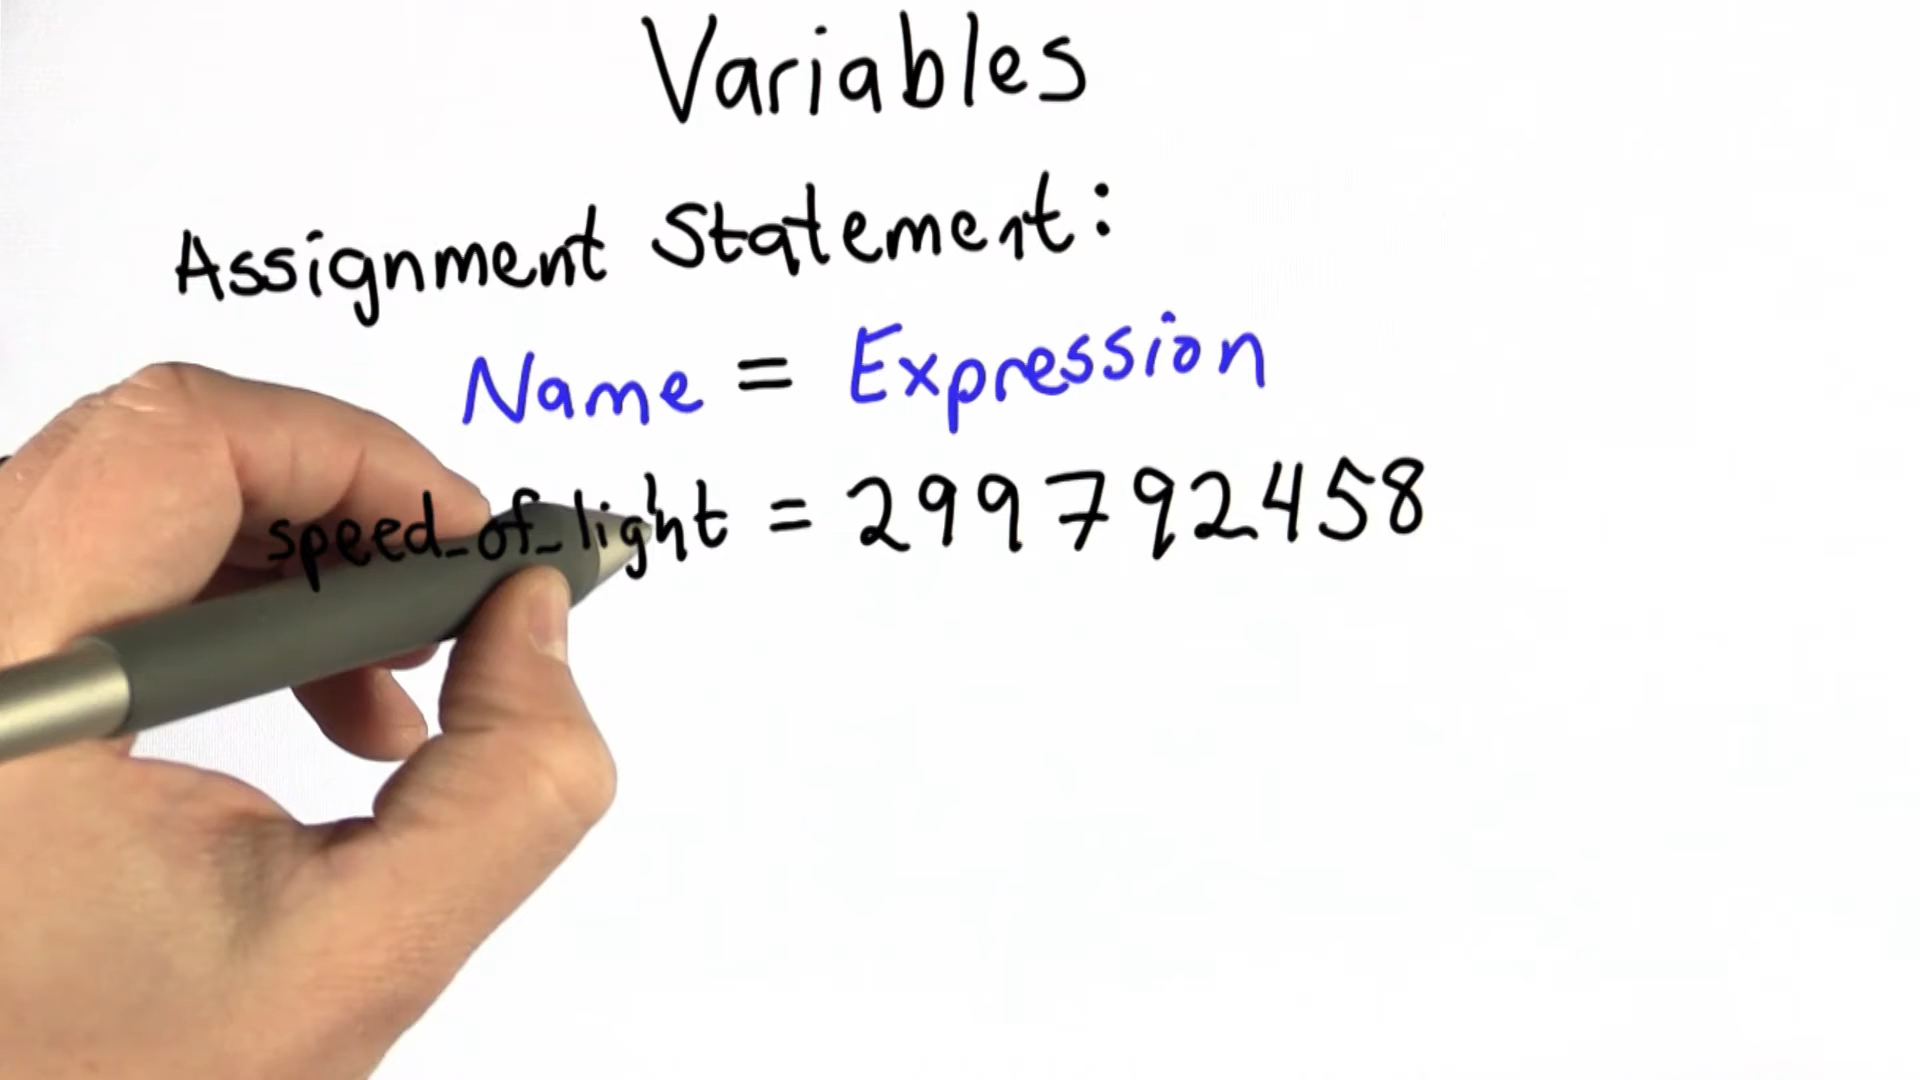 Variables
Assignment Statement:
Name = Expression
speed_of_light = 299792458